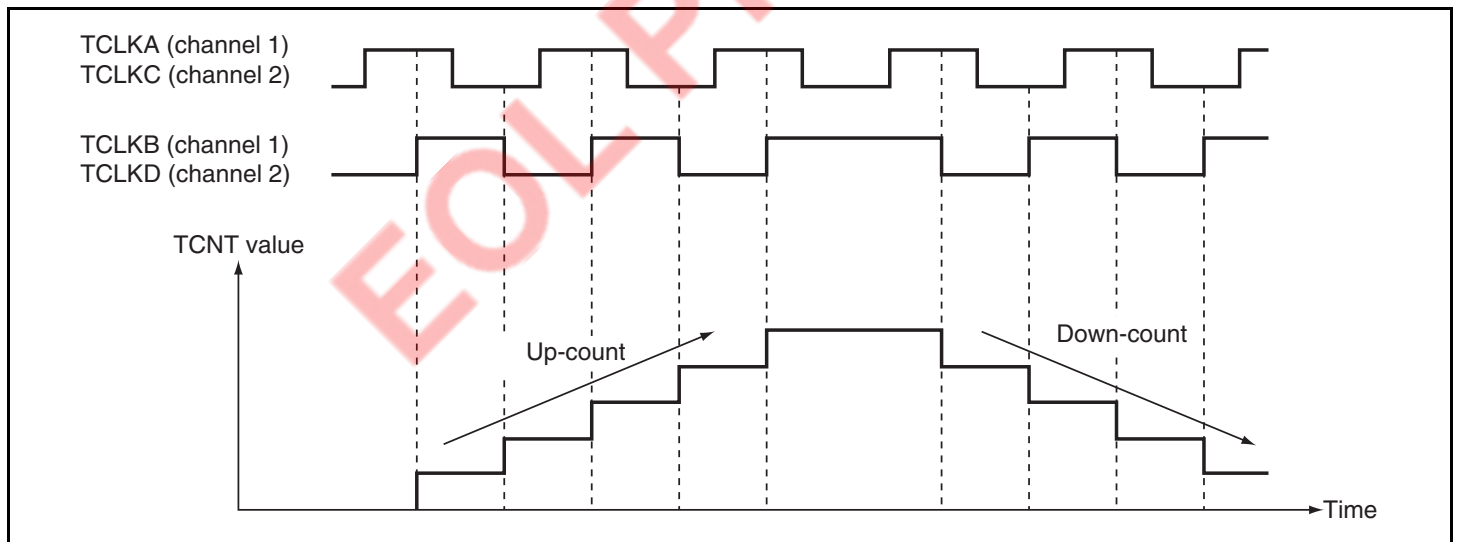 TCLKA (channel 1)
TCLKC (channel 2)
TCLKB (channel 1)
TCLKD (channel 2)
TCNT value
Up-count
Down-count
Time
EOL P